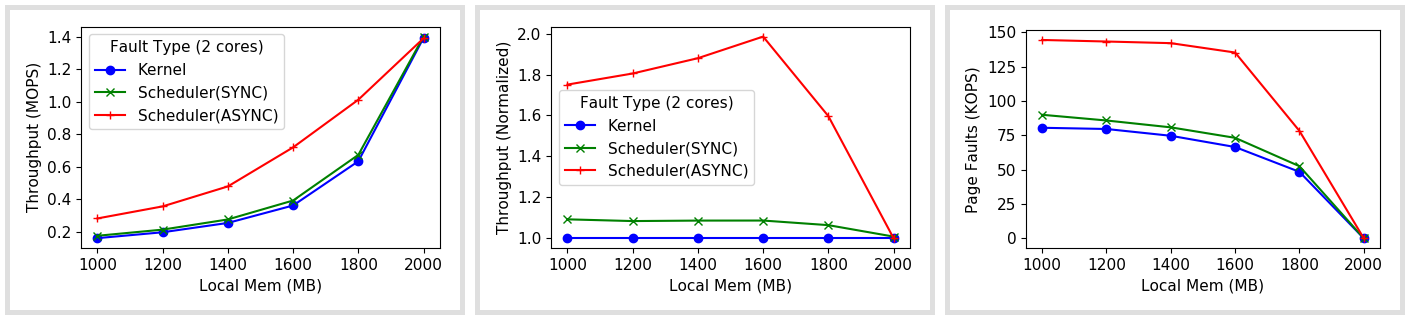 Throughput (MOPS)
1.4
1.2
1.0
0.8
0.6
0.4
0.2
Fault Type (2 cores)
Kernel
Scheduler(SYNC)
Scheduler(ASYNC)
1000 1200 1400 1600 1800 2000
Local Mem (MB)
Throughput (Normalized)
2.0
1.8
1.6
1.4
1.2
1.0
Fault Type (2 cores)
Kernel
Scheduler(SYNC)
Scheduler(ASYNC)
1000 1200 1400 1600 1800 2000
Local Mem (MB)
Page Faults (KOPS)
150
125
100
75
50
25
0
1000 1200 1400 1600 1800 2000
Local Mem (MB)